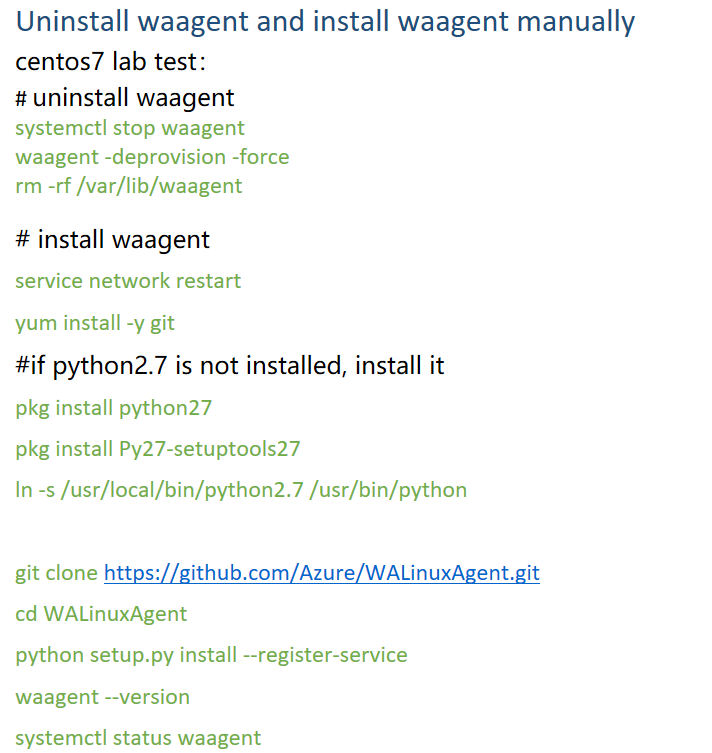 Uninstall waagent and install waagent manually
centos7 lab test：
# uninstall waagent
systemctl stop waagent
waagent -deprovision -force
rm -rf /var/lib/waagent
# install waagent
service network restart
yum install -y git
#if python2.7 is not installed, install it
pkg install python27
pkg install Py27-setuptools27
ln -s /usr/local/bin/python2.7 /usr/bin/python
git clone https://github.com/Azure/WALinuxAgent.git
cd WALinuxAgent
python setup.py install --register-service
waagent --version
systemctl status waagent